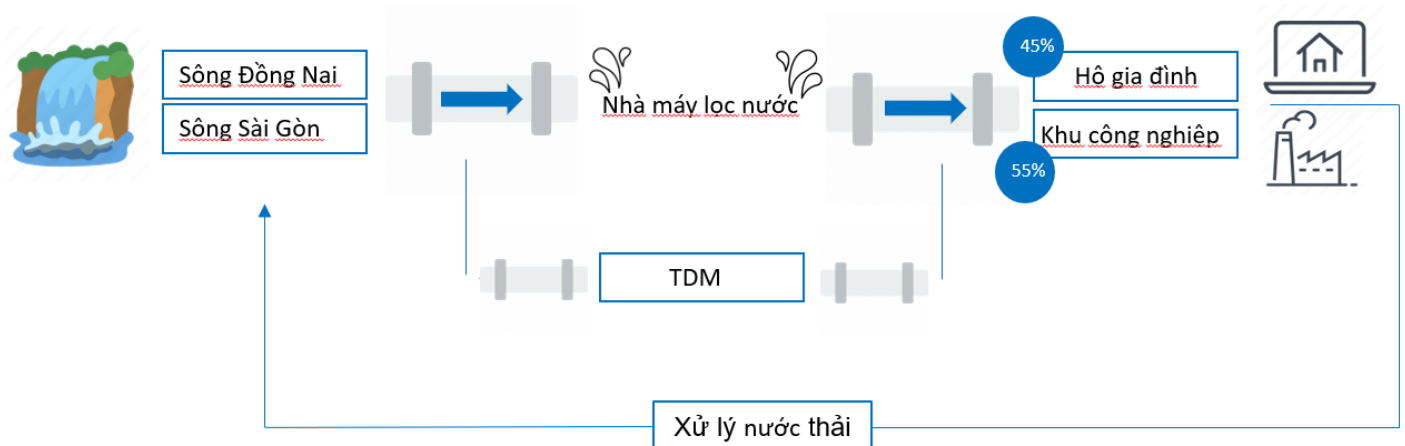 Sông Đồng Nai
Sông Sài Gòn
Nhà máy lọc nước
45%
Hô gia đình
Khu công nghiệp
55%
TDM
Xử lý nước thải